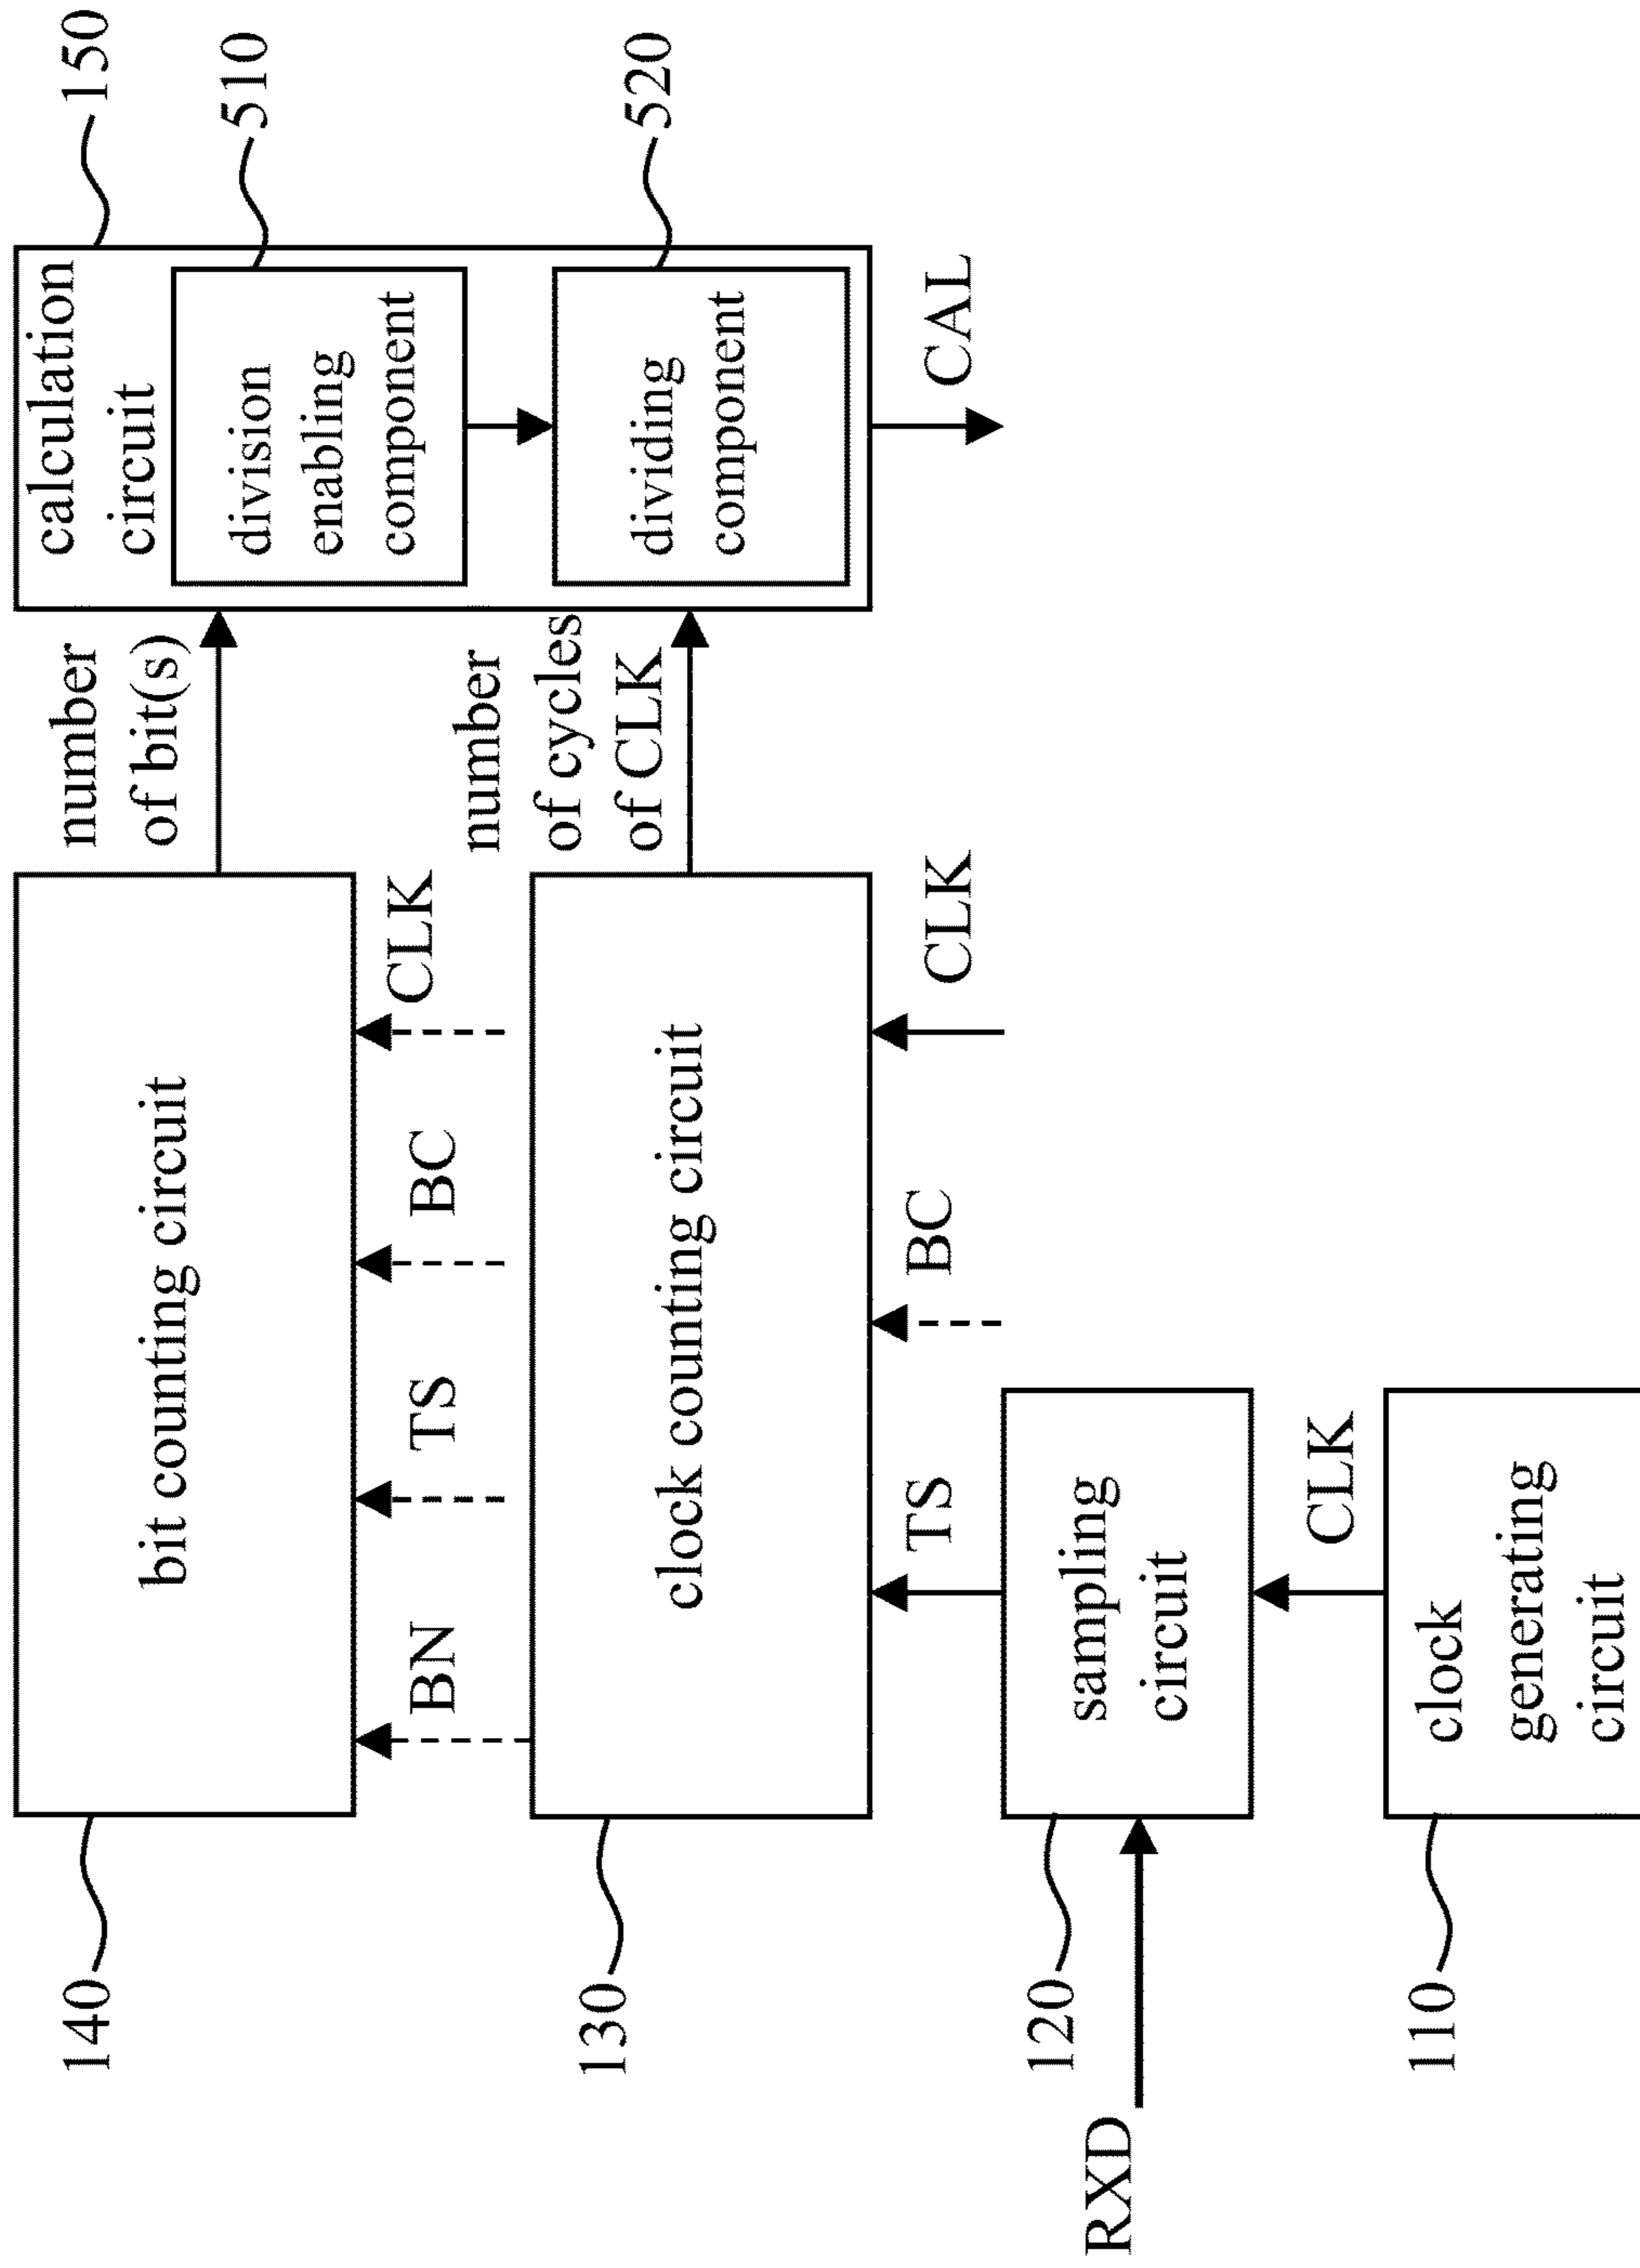 140
bit counting circuit
number
of bit(s)
calculation
circuit
150
division
enabling
component
510
BN
TS
BC
CLK
130
clock counting circuit
number
of cycles
of CLK
dividing
component
520
TS
BC
CLK
CAL
RXD
120
sampling
circuit
CLK
110
clock
generating
circuit